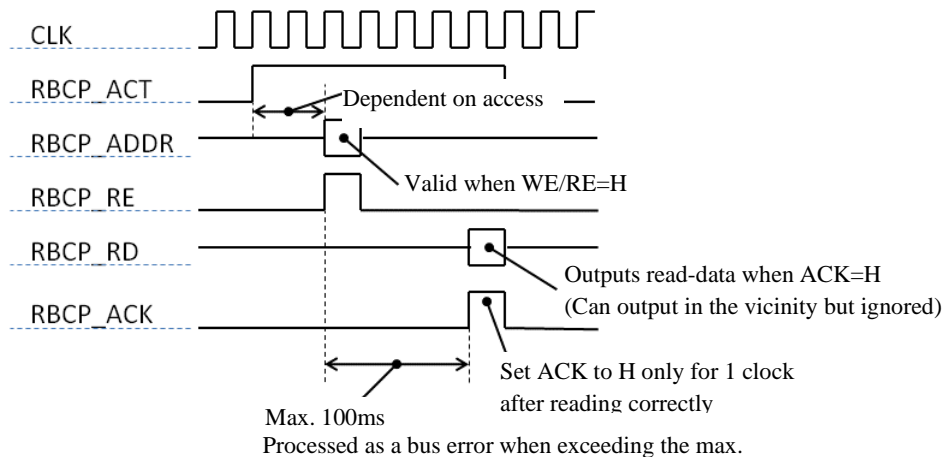 CLK
RBCP_ACT
Dependent on access
RBCP_ADDR
Valid when WE/RE=H
RBCP_RE
RBCP_RD
Outputs read-data when ACK=H
(Can output in the vicinity but ignored)
RBCP_ACK
Set ACK to H only for 1 clock
after reading correctly
Max. 100ms
Processed as a bus error when exceeding the max.